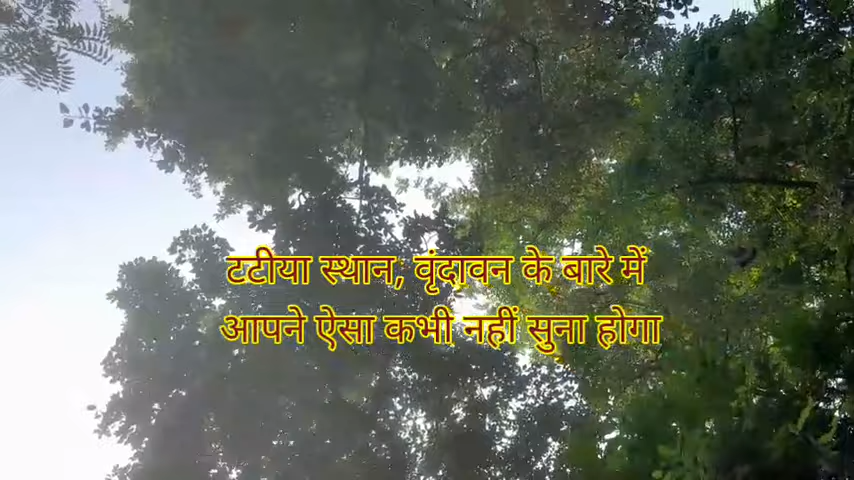 टटीया स्थान, वृंदावन के बारे में
आपने ऐसा कभी नहीं सुना होगा